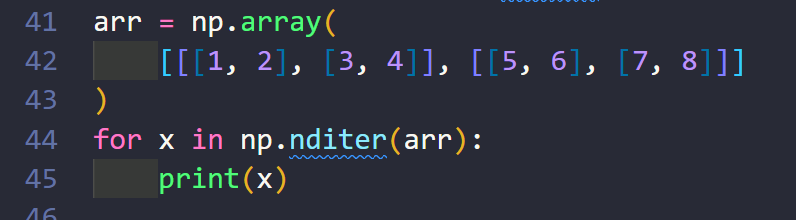 41 arr = np.array(
42     [[[1, 2], [3, 4]], [[5, 6], [7, 8]]]
43 )
44 for x in np.nditer(arr):
45     print(x)
46